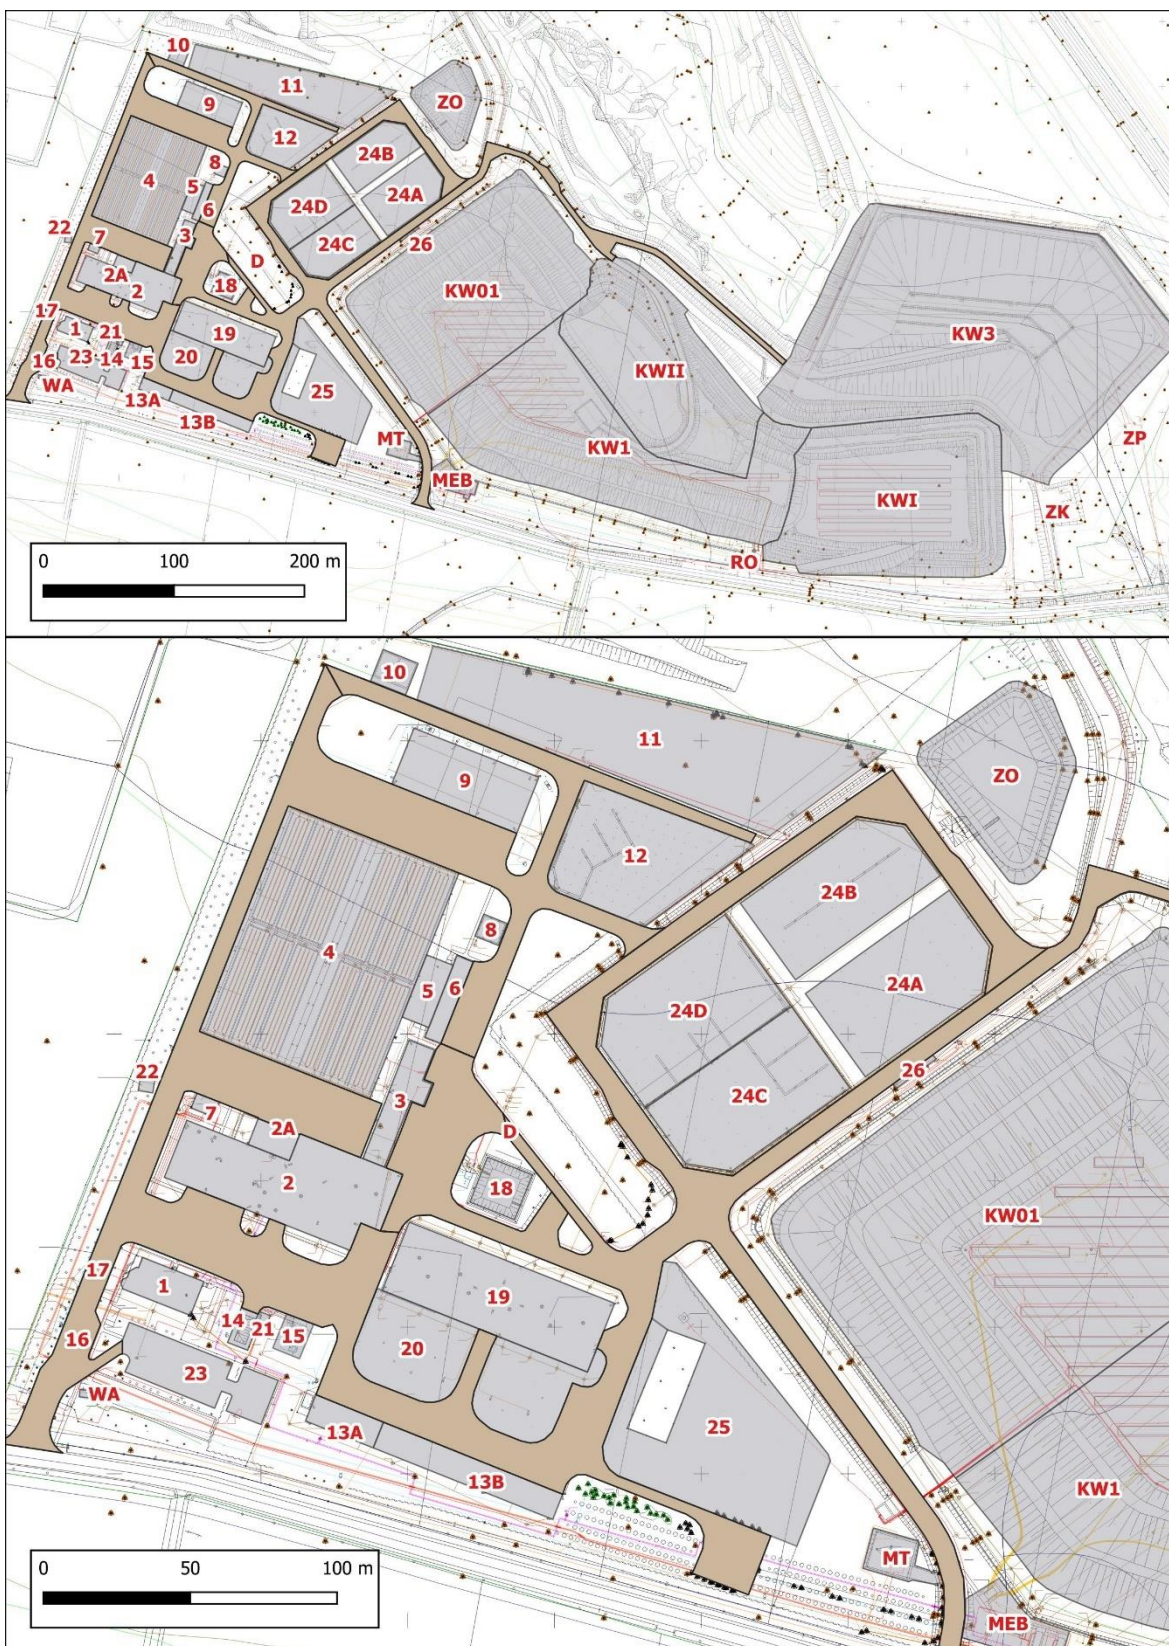 10
11
ZO
9
12
24B
8
4
5
24A
24D
6
22
3
24C
26
7
D
2A
18
KW01
2
KW3
17
1
21
19
KWII
16
23
14
15
20
WA
25
13A
13B
MT
KW1
ZP
MEB
KWI
ZK
RO
0 100 200 m
10
11
ZO
9
12
24B
8
4
24A
5
6
24D
26
22
3
24C
7
2A
D
2
18
KW01
17
1
19
14
21
15
16
20
23
WA
25
13A
13B
KW1
MT
0 50 100 m
MEB